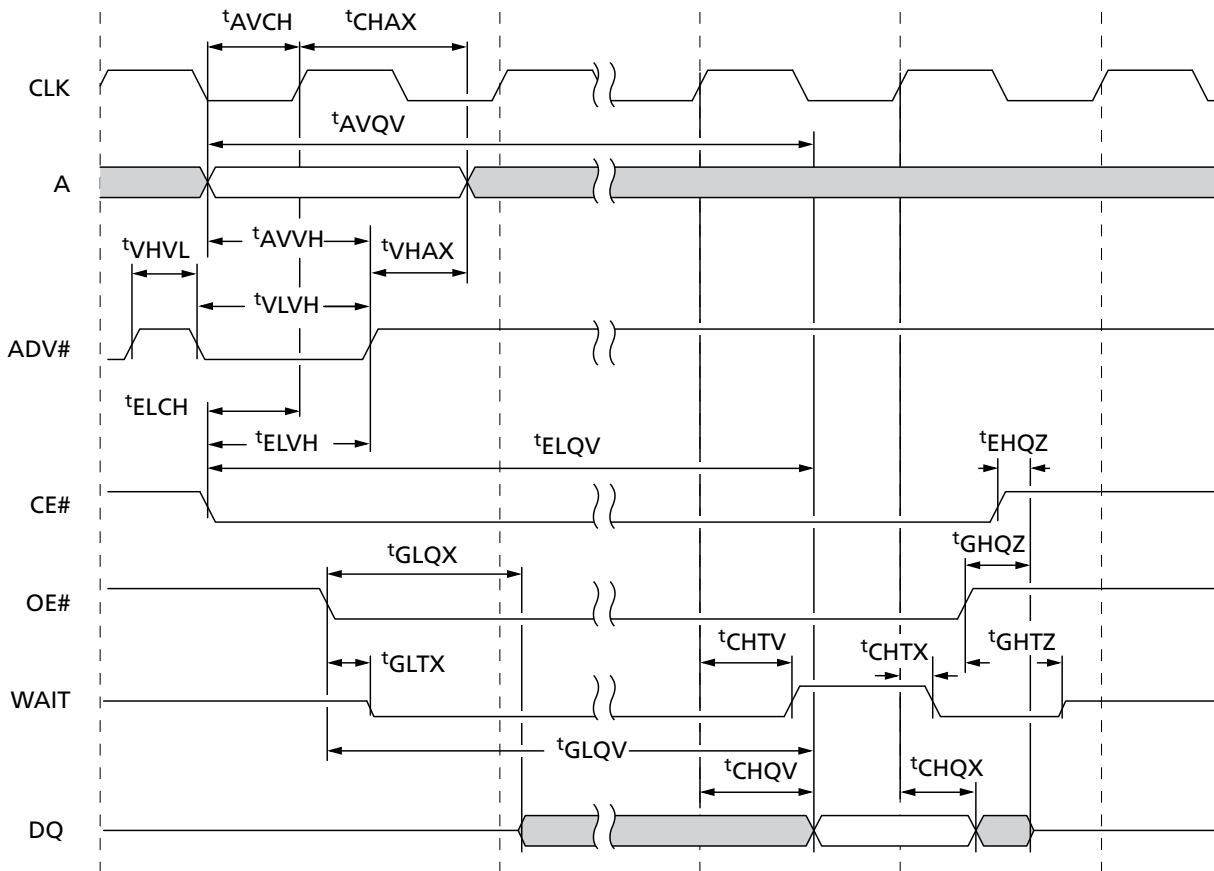 tAVCH
tCHAX
CLK
tAVQV
A
tAVVH
tVHVL
tVHAX
tVLVH
ADV#
tELCH
tELVH
tELQV
tEHQZ
CE#
tGLQX
tGHQZ
OE#
tCHTV
tCHTX
tGHTZ
tGLTX
WAIT
tGLQV
tCHQV
tCHQX
DQ